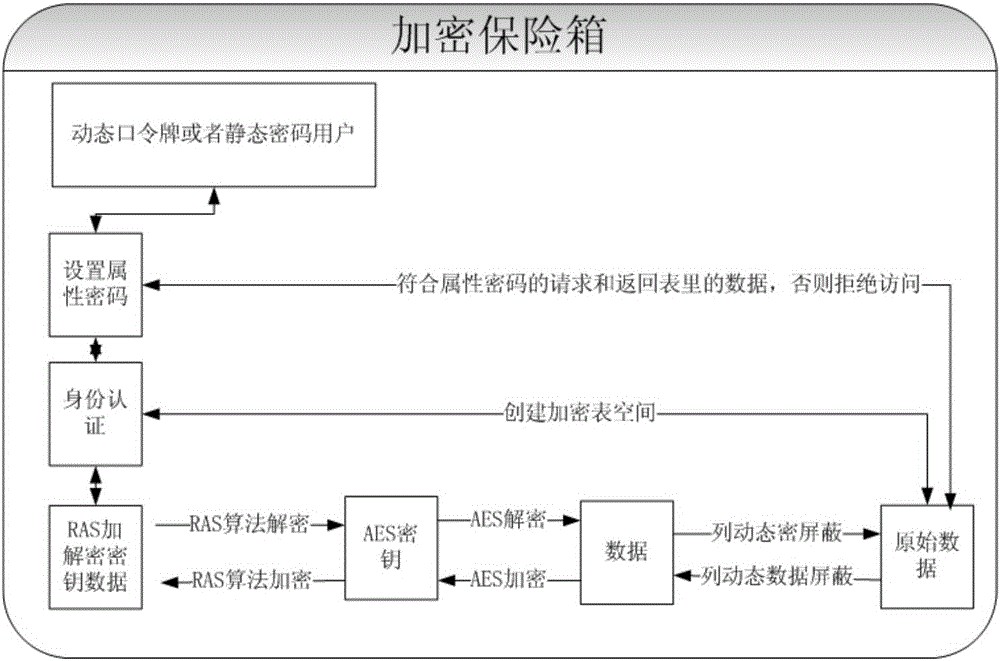 加密保险箱
动态口令牌或者静态密码用户
设置属
性密码
符合属性密码的请求和返回表里的数据，否则拒绝访问
身份认
证
创建加密表空间
RAS加
解密密
钥数据
RAS算法解密
RAS算法加密
AES密
钥
AES解密
AES加密
数据
列动态密屏蔽
列动态数据屏蔽
原始数
据